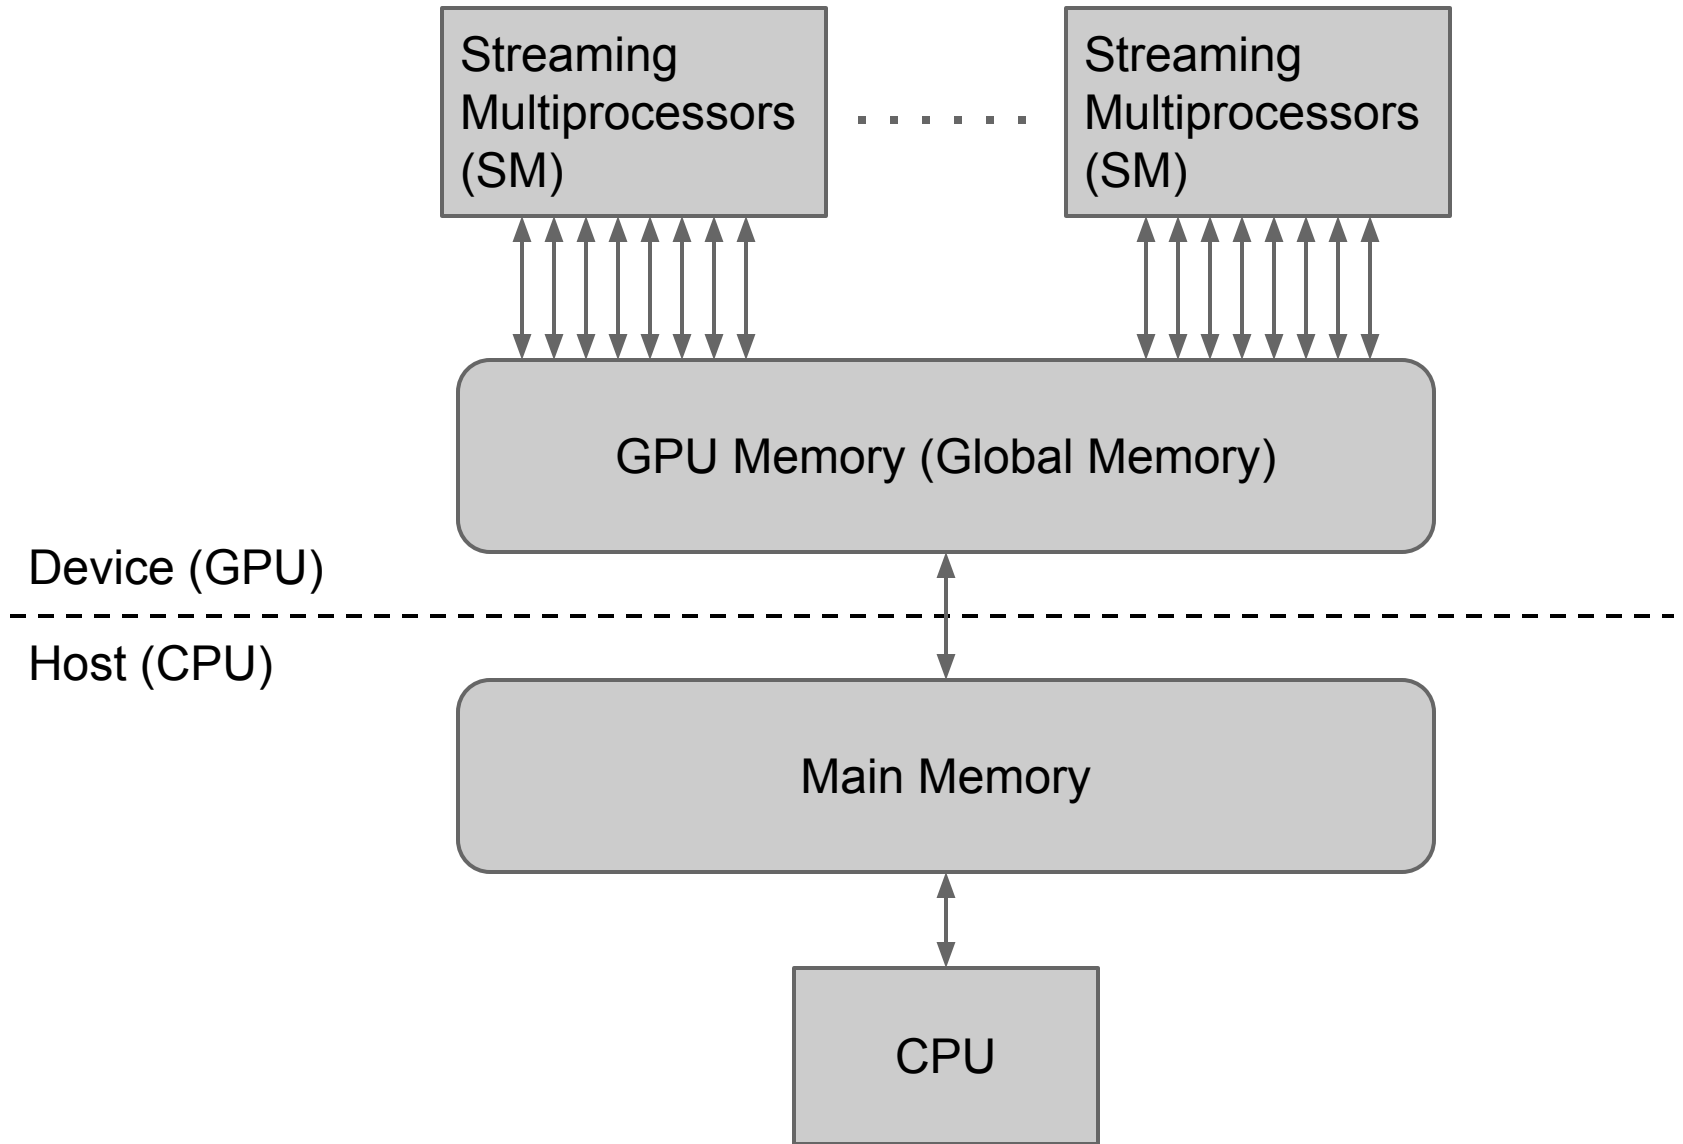 Streaming
Multiprocessors
(SM)
Streaming
Multiprocessors
(SM)
GPU Memory (Global Memory)
Device (GPU)
Host (CPU)
Main Memory
CPU